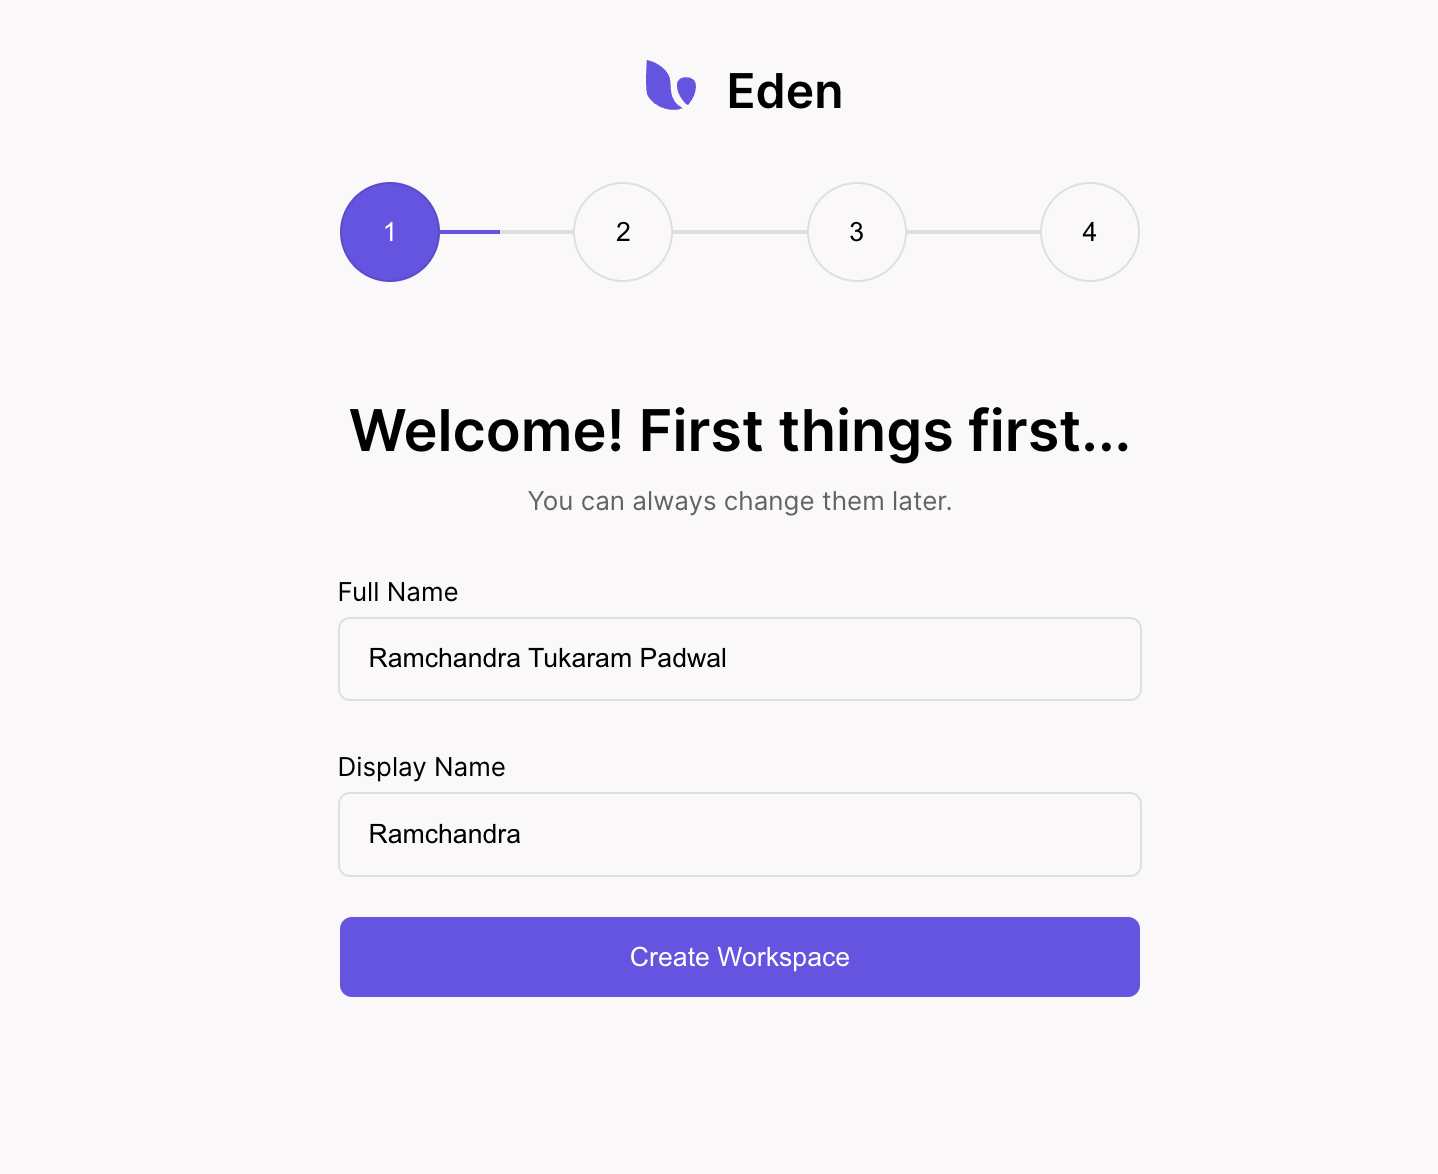 Eden
1 2 3 4
Welcome! First things first...
You can always change them later.
Full Name
Ramchandra Tukaram Padwal
Display Name
Ramchandra
Create Workspace